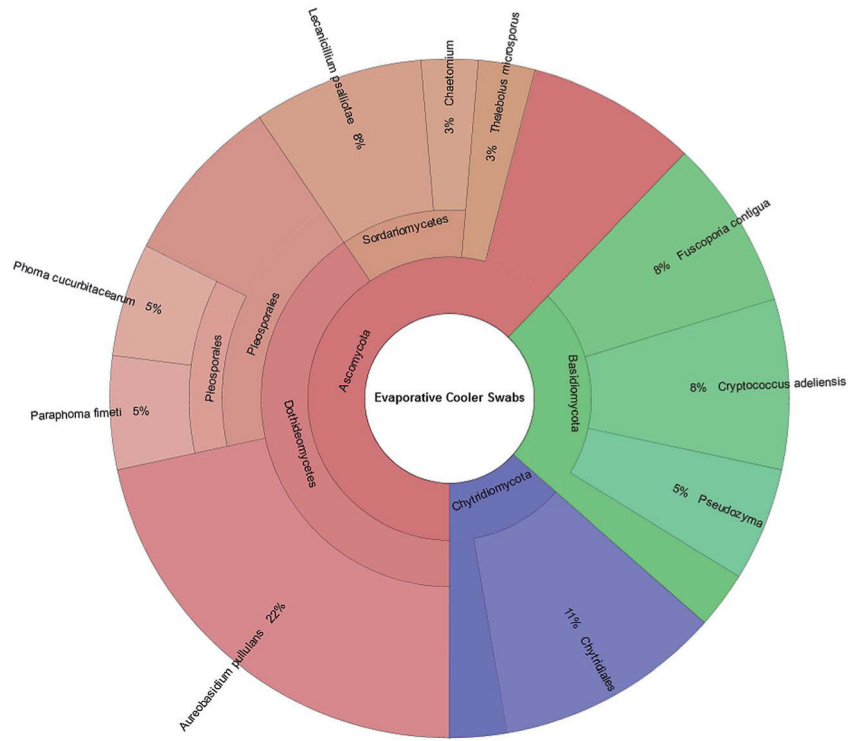 Lecanicillium psalliotae 8%
3% Chaetomium
3% Thelebolus microsporus
8% Fuscoporia contigua
8% Cryptococcus adeliensis
5% Pseudozyma
11% Chytridiales
Aureobasidium pullulans 22%
Paraphoma fimeti 5%
Phoma cucurbitacearum 5%
Pleosporales
Pleosporales
Sordariomycetes
Dothideomycetes
Ascomycota
Basidiomycota
Chytridiomycota
Evaporative Cooler Swabs